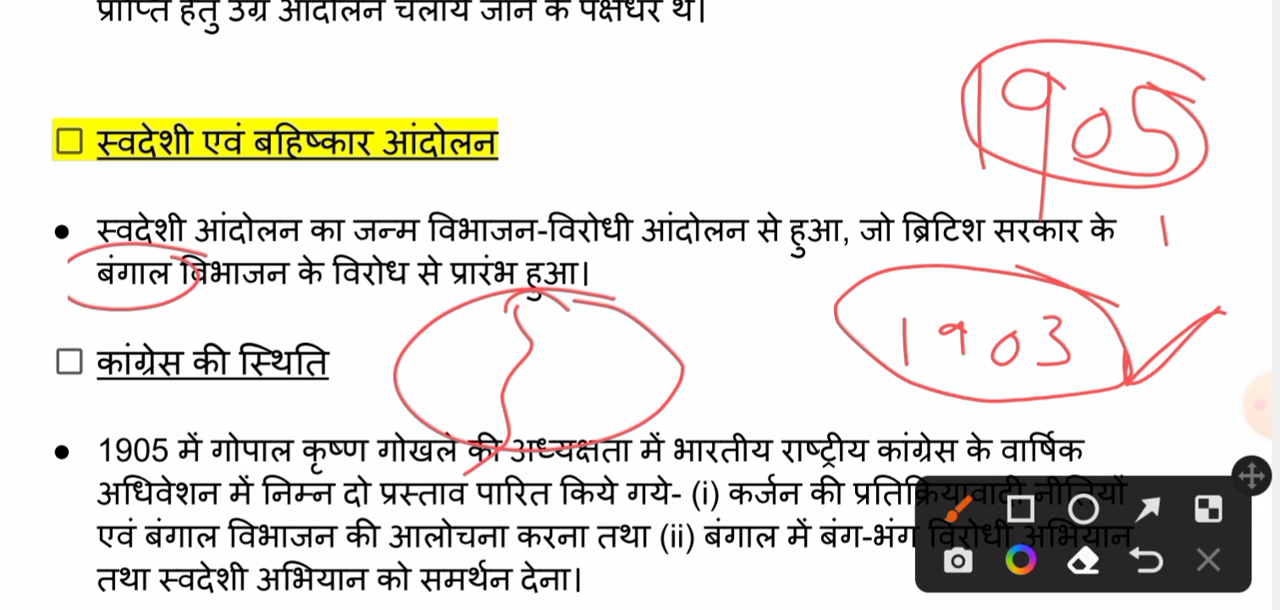 प्राप्ति हेतु उग्र आंदोलन चलाये जाने के पक्षधर थे।
1905
स्वदेशी एवं बहिष्कार आंदोलन
● स्वदेशी आंदोलन का जन्म विभाजन-विरोधी आंदोलन से हुआ, जो ब्रिटिश सरकार के
बंगाल विभाजन के विरोध से प्रारंभ हुआ।
1903
कांग्रेस की स्थिति
● 1905 में गोपाल कृष्ण गोखले की अध्यक्षता में भारतीय राष्ट्रीय कांग्रेस के वार्षिक
अधिवेशन में निम्न दो प्रस्ताव पारित किये गये- (i) कर्जन की प्रतिक्रियावादी नीतियों
एवं बंगाल विभाजन की आलोचना करना तथा (ii) बंगाल में बंग-भंग विरोधी अभियान
तथा स्वदेशी अभियान को समर्थन देना।